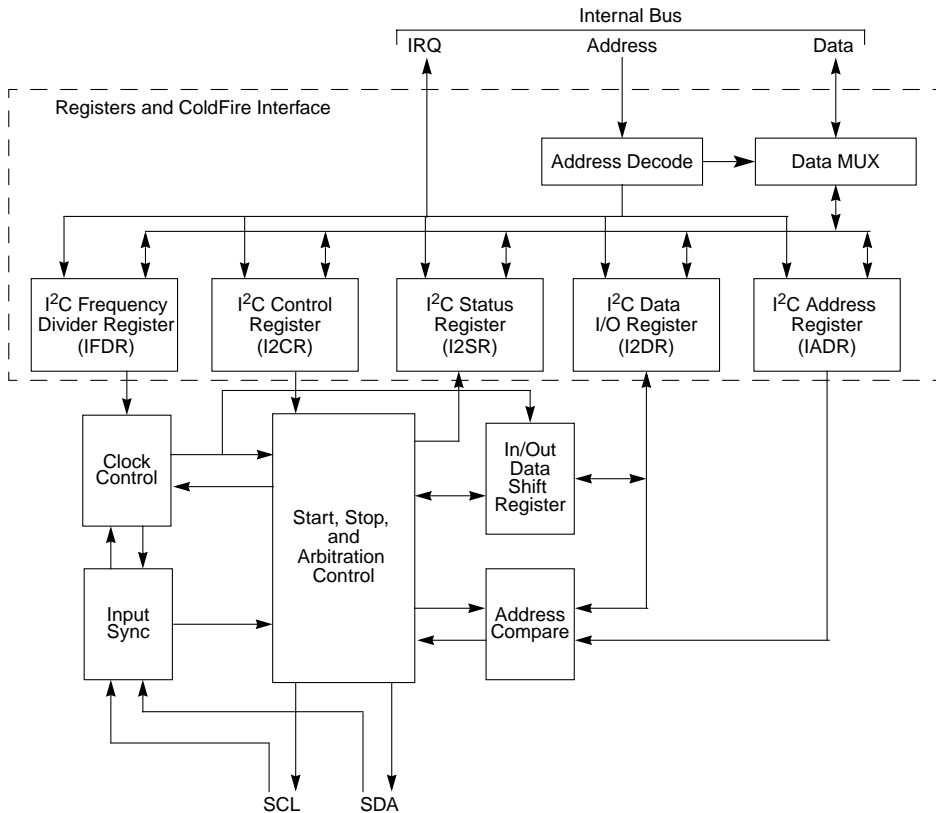 Internal Bus
IRQ
Address
Data
Registers and ColdFire Interface
Address Decode
Data MUX
I²C Frequency
Divider Register
(IFDR)
I²C Control
Register
(I2CR)
I²C Status
Register
(I2SR)
I²C Data
I/O Register
(I2DR)
I²C Address
Register
(IADR)
Clock
Control
Start, Stop,
and
Arbitration
Control
In/Out
Data
Shift
Register
Input
Sync
Address
Compare
SCL
SDA